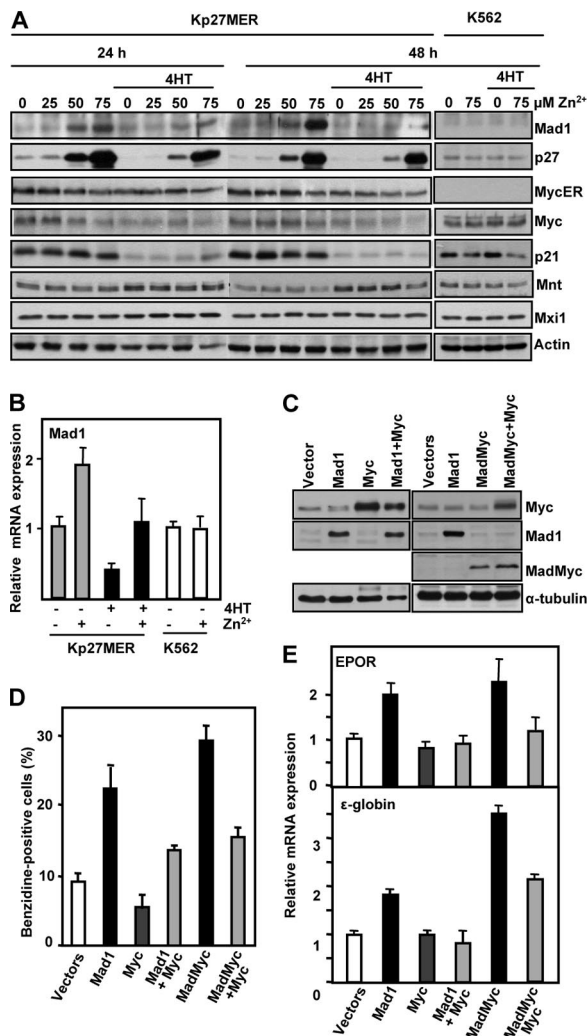 A
Kp27MER
K562
24 h
48 h
4HT
4HT
4HT
0 25 50 75 0 25 50 75 0 25 50 75 0 25 50 75 0 75 0 75 µM Zn2+
Mad1
p27
MycER
Myc
p21
Mnt
Mxi1
Actin
B
Mad1
Relative mRNA expression
2
1
0
- - + + - - 4HT
- + - + - + Zn2+
Kp27MER K562
C
Vector Mad1 Myc Mad1+Myc Vectors Mad1 MadMyc MadMyc+Myc
Myc
Mad1
MadMyc
α-tubulin
D
Benzidine-positive cells (%)
30
20
10
0
Vectors Mad1 Myc Mad1 + Myc MadMyc MadMyc +Myc
E
EPOR
Relative mRNA expression
2
1
0
ε-globin
3
2
2
1
0
Vectors Mad1 Myc Mad1 + Myc MadMyc MadMyc Myc